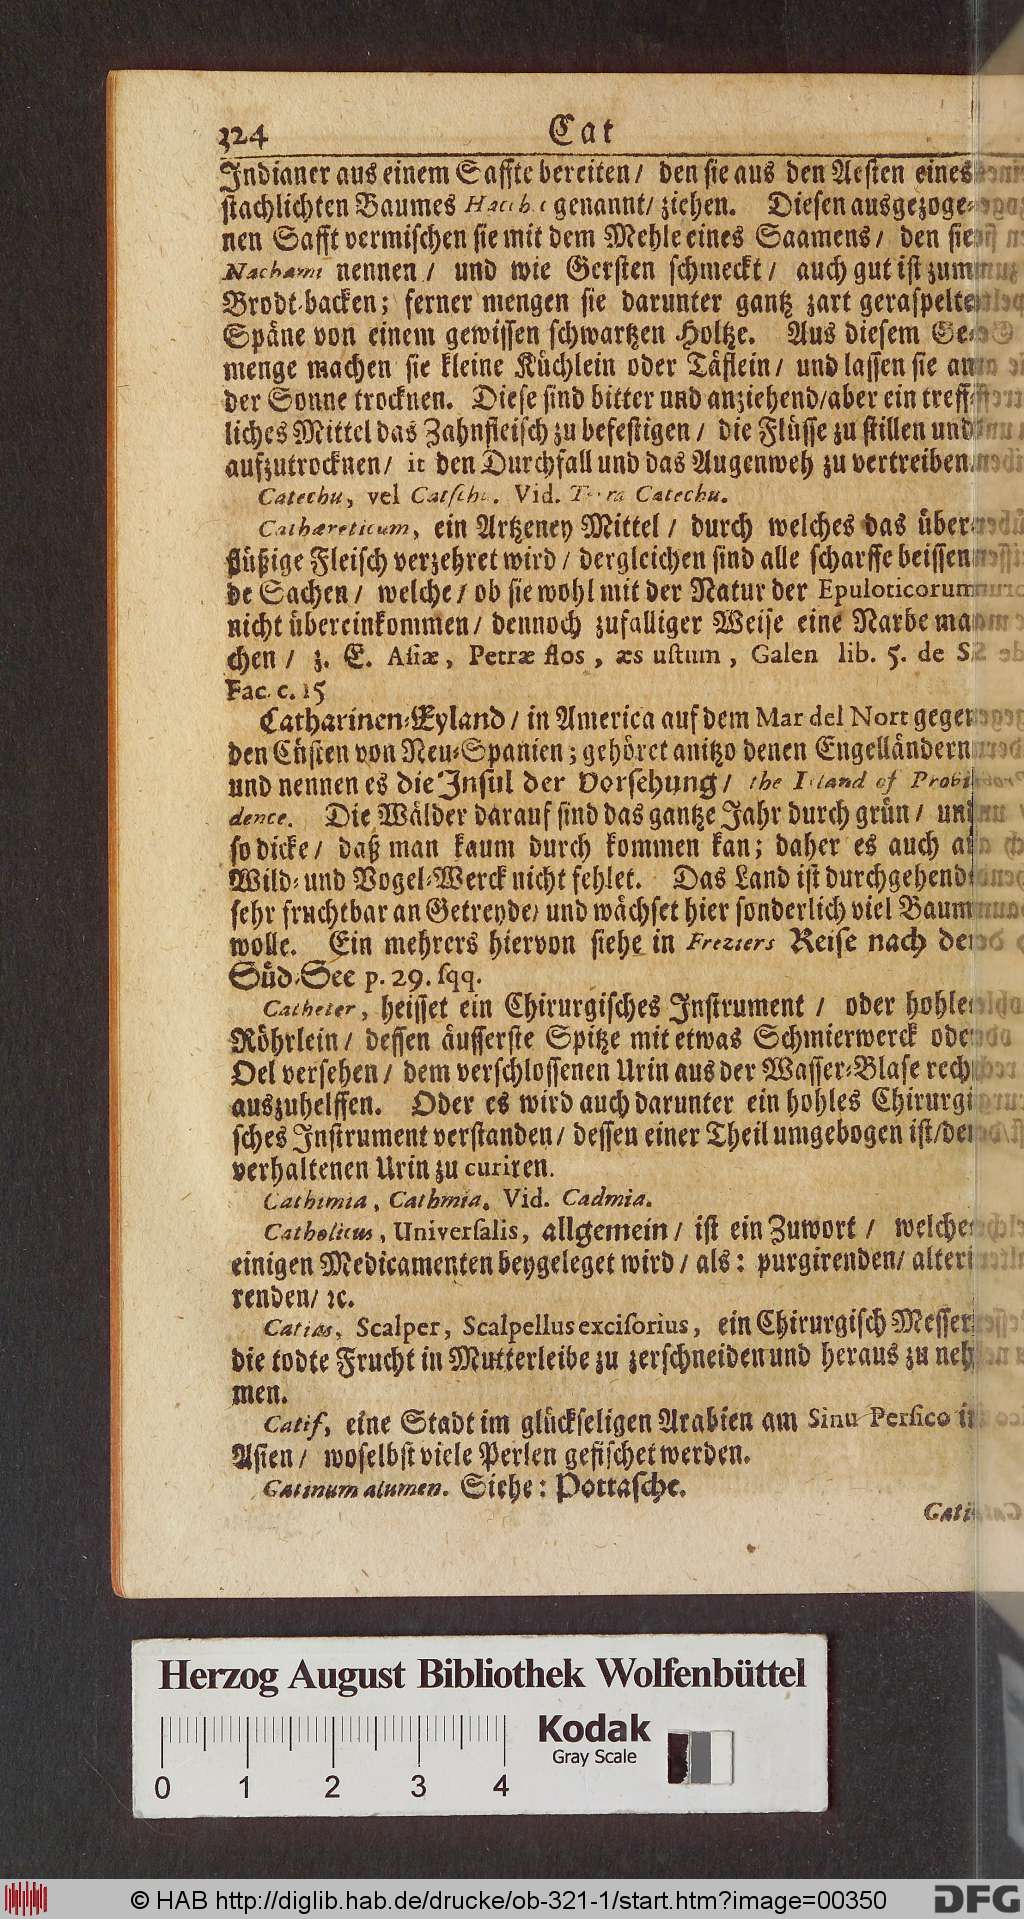 324 Cat
Indianer aus einem Saffte bereiten / den sie aus den Aesten eines
stachlichten Baumes genannt / ziehen. Diesen ausgezoge-
nen Safft vermischen sie mit dem Mehle eines Saamens / den sie
Nachani nennen / und wie Gersten schmeckt / auch gut ist zum
Brodt-backen; ferner mengen sie darunter gantz zart geraspelte
Späne von einem gewissen schwartzen Holtze. Aus diesem Ge-
menge machen sie kleine Küchlein oder Täflein / und lassen sie an
der Sonne trocknen. Diese sind bitter und anziehend / aber ein treff-
liches Mittel das Zahnfleisch zu befestigen / die Flüsse zu stillen und
aufzutrocknen / it den Durchfall und das Augenweh zu vertreiben.
Catechu, vel Catschu. Vid. Terra Catechu.
Cathæreticum, ein Artzeney Mittel / durch welches das über-
flüßige Fleisch verzehret wird / dergleichen sind alle scharffe beissen
de Sachen / welche / ob sie wohl mit der Natur der Epuloticorum
nicht übereinkommen / dennoch zufalliger Weise eine Narbe ma
chen / z. E. Asiæ, Petræ flos, æs ustum, Galen lib. 5. de S.
Fac. c. 15
Catharinen-Eyland / in America auf dem Mar del Nort gegen
den Cüsten von Neu-Spanien; gehöret anitzo denen Engelländern
und nennen es die Insul der Vorsehung / the Island of Provi
dence. Die Wälder darauf sind das gantze Jahr durch grün / und
so dicke / daß man kaum durch kommen kan; daher es auch an
Wild- und Vogel-Werck nicht fehlet. Das Land ist durchgehends
sehr fruchtbar an Getreyde / und wächset hier sonderlich viel Baum
wolle. Ein mehrers hiervon siehe in Freziers Reise nach der
Süd-See p. 29. sqq.
Catheter, heisset ein Chirurgisches Instrument / oder hohles
Röhrlein / dessen äusserste Spitze mit etwas Schmierwerck oder
Oel versehen / dem verschlossenen Urin aus der Wasser-Blase recht
auszuhelffen. Oder es wird auch darunter ein hohles Chirurgi
sches Instrument verstanden / dessen einer Theil umgebogen ist / den
verhaltenen Urin zu curiren.
Cathimia, Cathmia, Vid. Cadmia.
Catholicus, Universalis, allgemein / ist ein Zuwort / welches
einigen Medicamenten beygeleget wird / als: purgirenden / alteri
renden / ꝛc.
Catias, Scalper, Scalpellus excisorius, ein Chirurgisch Messer
die todte Frucht in Mutterleibe zu zerschneiden und heraus zu neh
men.
Catif, eine Stadt im glückseligen Arabien am Sinu Persico in
Asien / woselbst viele Perlen gefischet werden.
Catinum alumen. Siehe: Pottasche.
Cati
Herzog August Bibliothek Wolfenbüttel
Kodak
Gray Scale
0 1 2 3 4
© HAB http://diglib.hab.de/drucke/ob-321-1/start.htm?image=00350
DFG